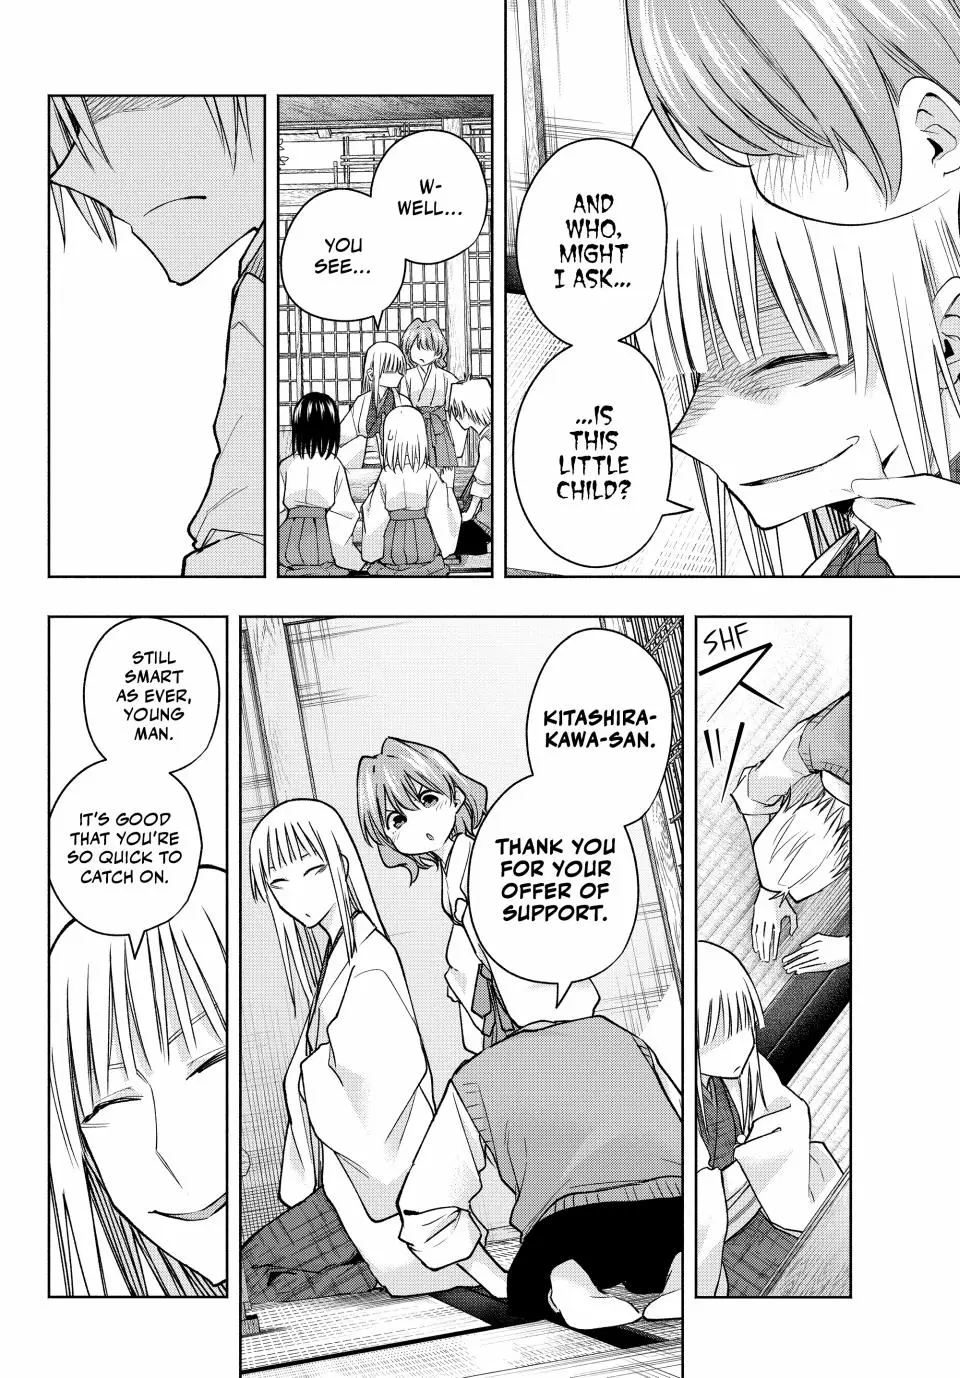 AND
WHO,
MIGHT
I ASK...
...IS
THIS
LITTLE
CHILD?
W-
WELL...
YOU
SEE...
SHF
KITASHIRA-
KAWA-SAN.
THANK YOU
FOR YOUR
OFFER OF
SUPPORT.
STILL
SMART
AS EVER,
YOUNG
MAN.
IT'S GOOD
THAT YOU'RE
SO QUICK TO
CATCH ON.